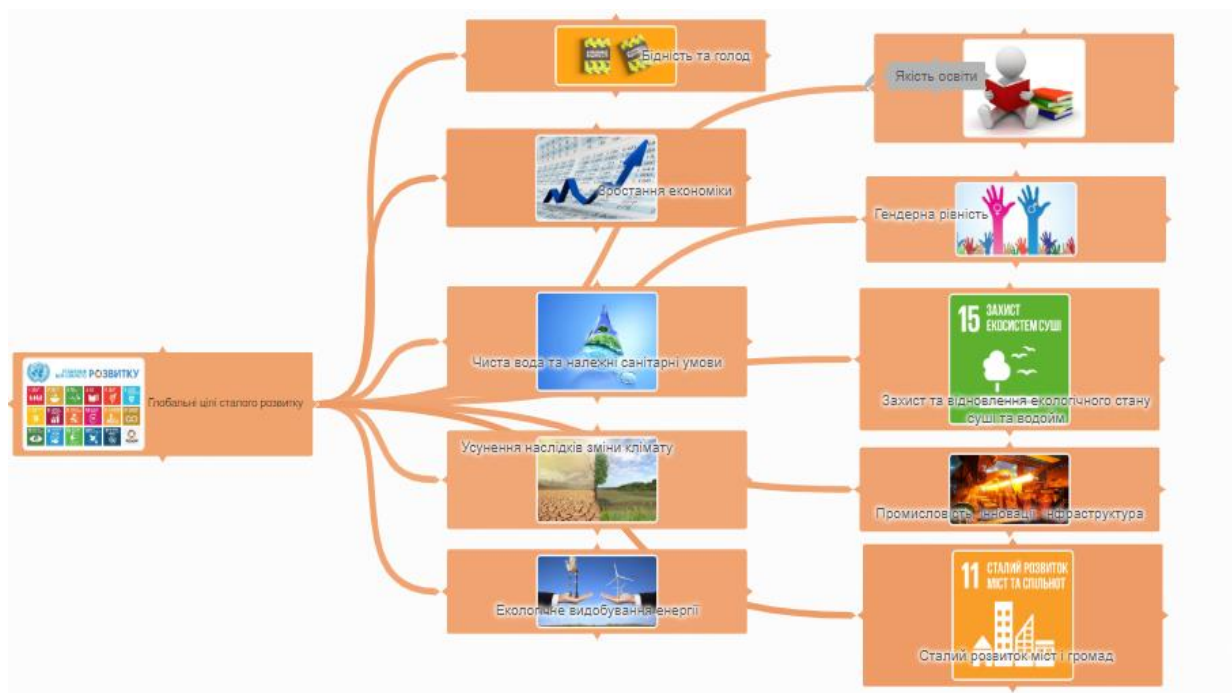 Бідність та голод
Зростання економіки
Чиста вода та належні санітарні умови
РОЗВИТКУ
Глобальні цілі сталого розвитку
Усунення наслідків зміни клімату
Екологічне видобування енергії
Якість освіти
Гендерна рівність
15 ЗАХИСТ
ЕКОСИСТЕМ СУШІ
Захист та відновлення екологічного стану
суші та водойм
Промисловість, інновації, інфраструктура
11 СТАЛИЙ РОЗВИТОК
МІСТ ТА СПІЛЬНОТ
Сталий розвиток міст і громад